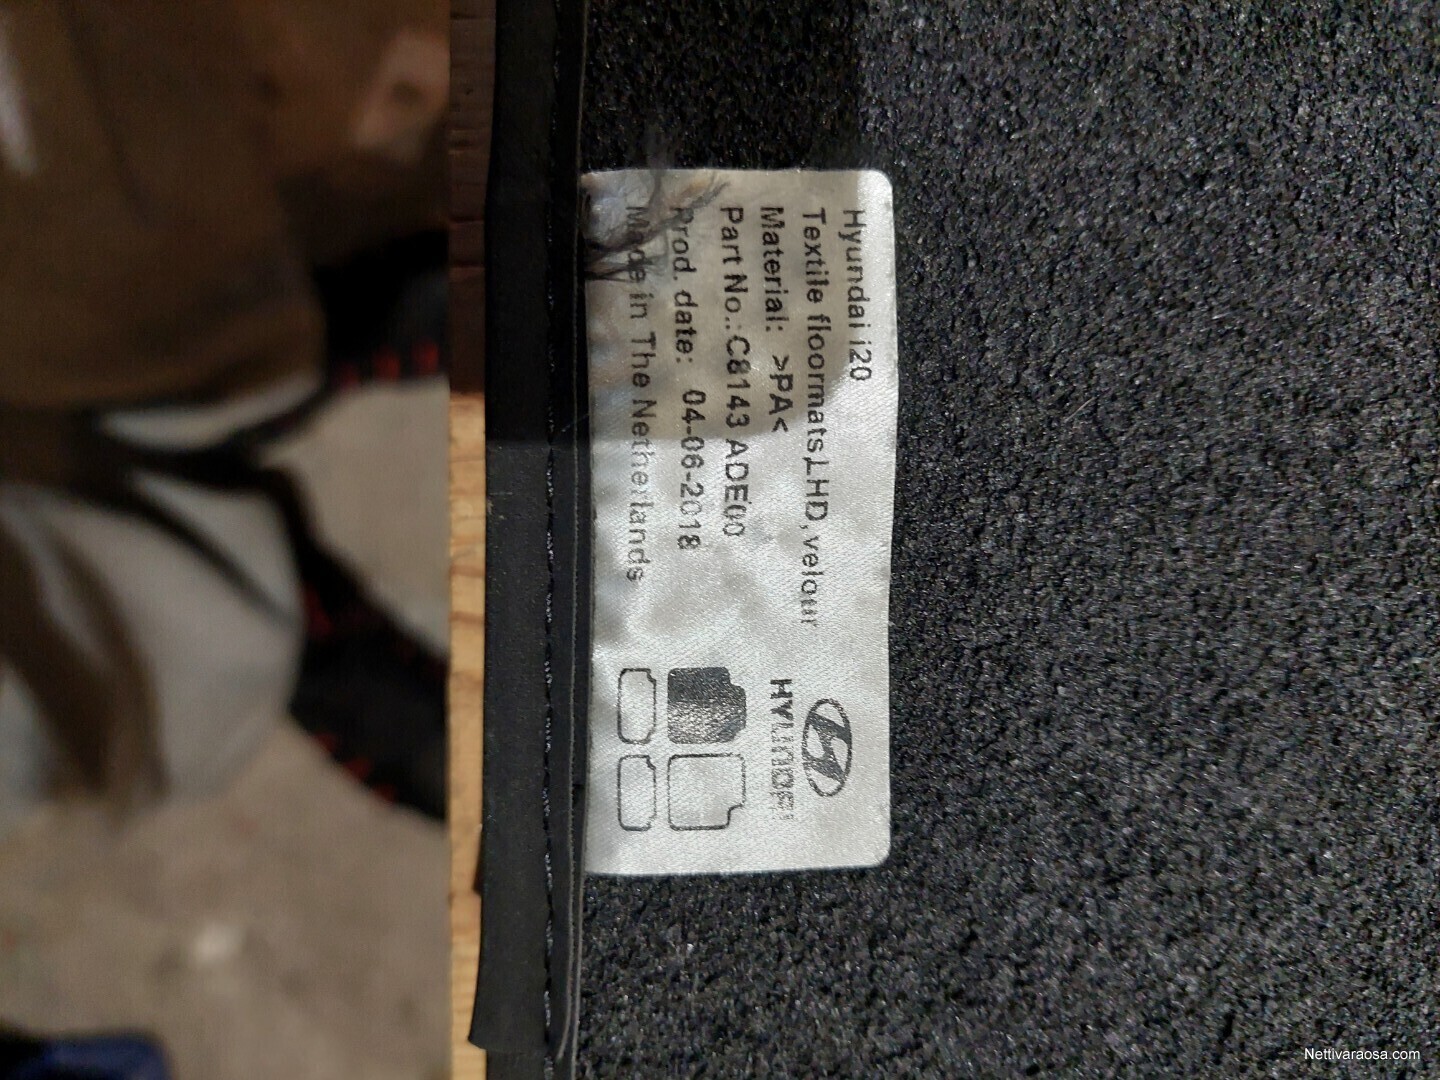 Hyundai i20
Textile floormats,LHD, velour
Material: >PA<
Part No.: C8143 ADE00
Prod. date: 04-06-2018
Made in The Netherlands
HYUNDAI
Nettivaraosa.com